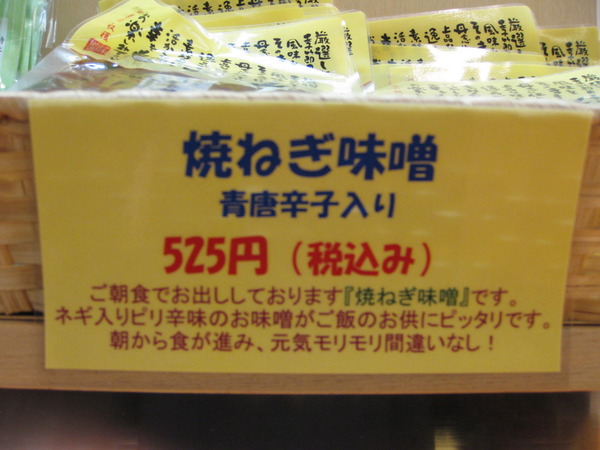 焼ねぎ味噌
青唐辛子入り
525円（税込み）
ご朝食でお出ししております『焼ねぎ味噌』です。
ネギ入りピリ辛味のお味噌がご飯のお供にピッタリです。
朝から食が進み、元気モリモリ間違いなし！